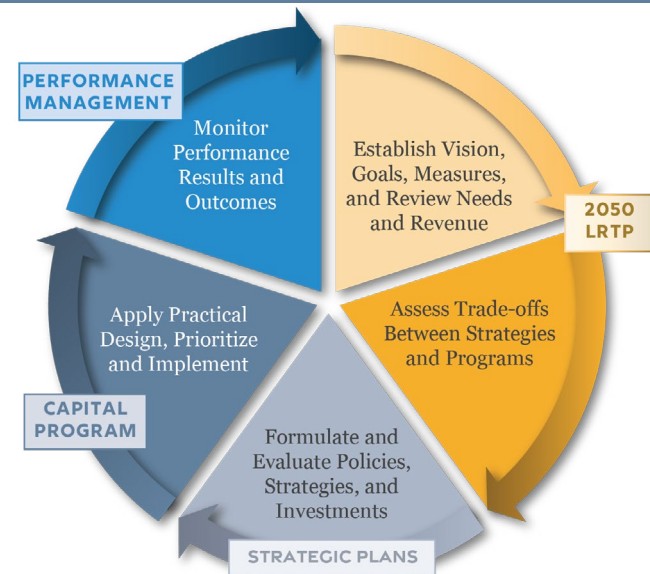 PERFORMANCE
MANAGEMENT
Monitor
Performance
Results and
Outcomes
Establish Vision,
Goals, Measures,
and Review Needs
and Revenue
2050
LRTP
Assess Trade-offs
Between Strategies
and Programs
Apply Practical
Design, Prioritize
and Implement
CAPITAL
PROGRAM
Formulate and
Evaluate Policies,
Strategies, and
Investments
STRATEGIC PLANS